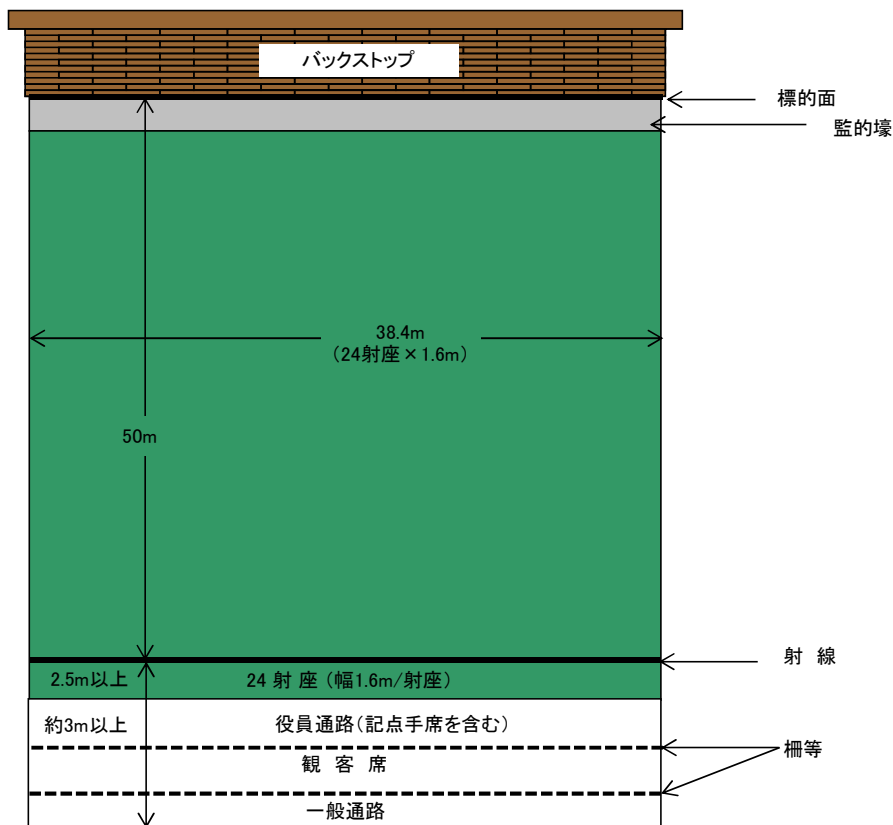 バックストップ
標的面
監的壕
38.4m
（24射座×1.6m）
50m
射 線
2.5m以上
24 射 座 （幅1.6m/射座）
約3m以上
役員通路（記点手席を含む）
柵等
観 客 席
一般通路